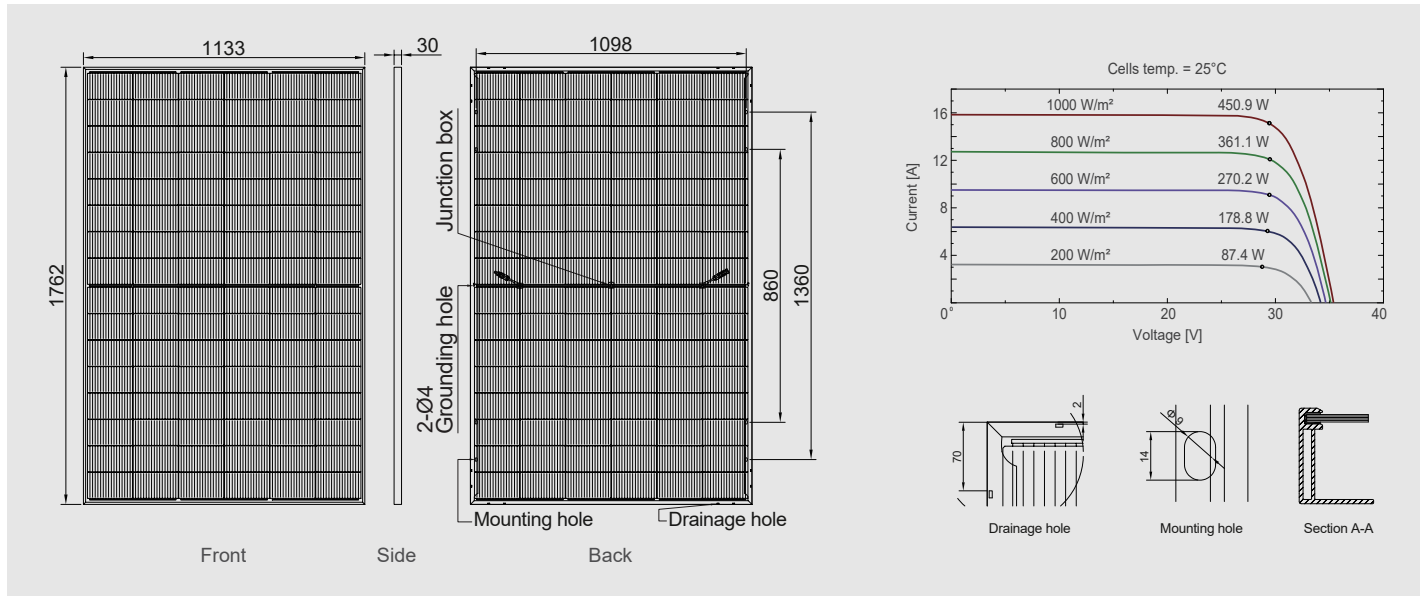 1133
30
1098
1762
Junction box
2-Ø4
Grounding hole
860
1360
Mounting hole
Drainage hole
Front
Side
Back
Cells temp. = 25°C
Current [A]
16
12
8
4
1000 W/m² 450.9 W
800 W/m² 361.1 W
600 W/m² 270.2 W
400 W/m² 178.8 W
200 W/m² 87.4 W
0 10 20 30 40
Voltage [V]
2
70
Drainage hole
Ø 9
14
Mounting hole
Section A-A